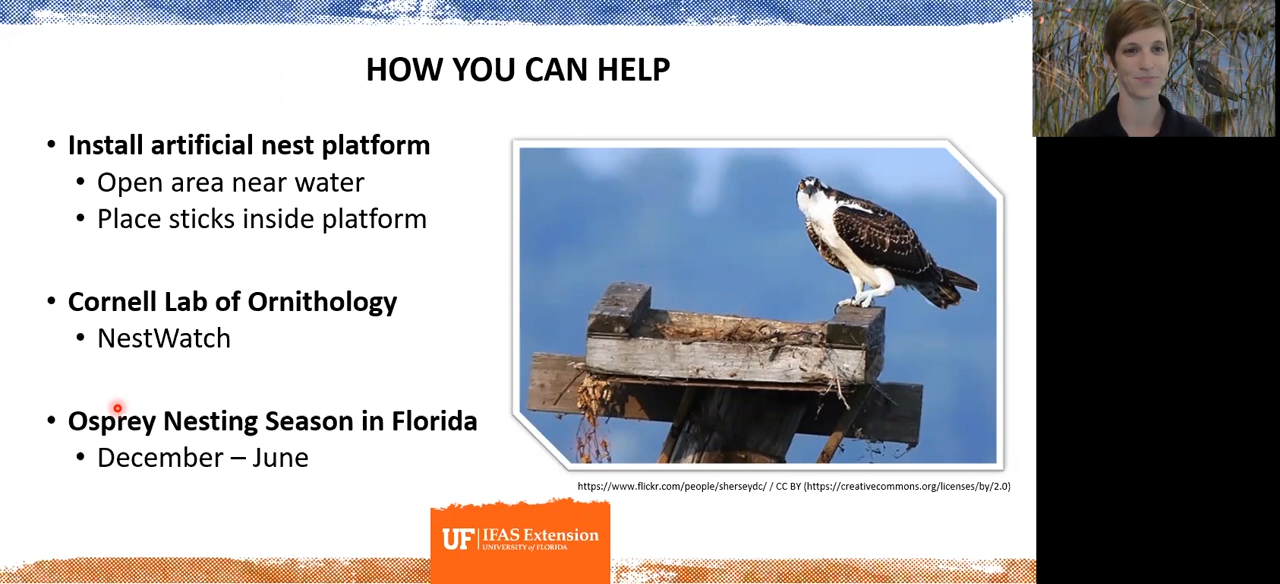 HOW YOU CAN HELP
• Install artificial nest platform
• Open area near water
• Place sticks inside platform
• Cornell Lab of Ornithology
• NestWatch
• Osprey Nesting Season in Florida
• December – June
https://www.flickr.com/people/sherseydc/ / CC BY (https://creativecommons.org/licenses/by/2.0)
UF | IFAS Extension
UNIVERSITY of FLORIDA